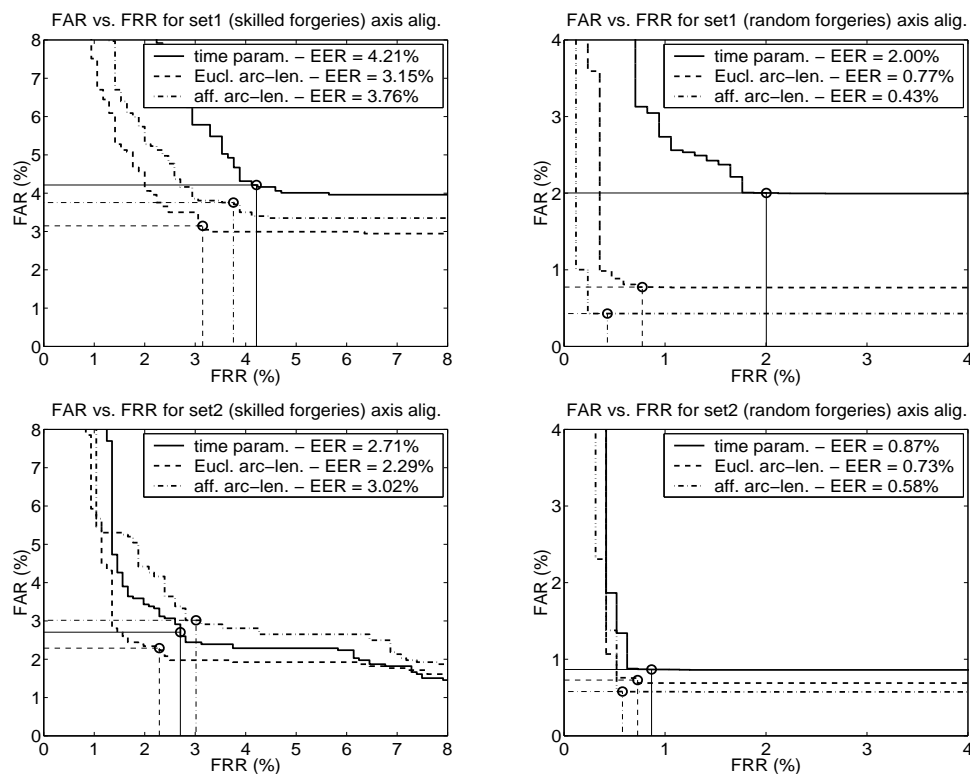 FAR vs. FRR for set1 (skilled forgeries) axis alig.
8
7
6
5
4
3
2
1
0
FAR (%)
time param. – EER = 4.21%
Eucl. arc–len. – EER = 3.15%
aff. arc–len. – EER = 3.76%
0 1 2 3 4 5 6 7 8
FRR (%)
FAR vs. FRR for set1 (random forgeries) axis alig.
4
3
2
1
0
FAR (%)
time param. – EER = 2.00%
Eucl. arc–len. – EER = 0.77%
aff. arc–len. – EER = 0.43%
0 1 2 3 4
FRR (%)
FAR vs. FRR for set2 (skilled forgeries) axis alig.
8
7
6
5
4
3
2
1
0
FAR (%)
time param. – EER = 2.71%
Eucl. arc–len. – EER = 2.29%
aff. arc–len. – EER = 3.02%
0 1 2 3 4 5 6 7 8
FRR (%)
FAR vs. FRR for set2 (random forgeries) axis alig.
4
3
2
1
0
FAR (%)
time param. – EER = 0.87%
Eucl. arc–len. – EER = 0.73%
aff. arc–len. – EER = 0.58%
0 1 2 3 4
FRR (%)